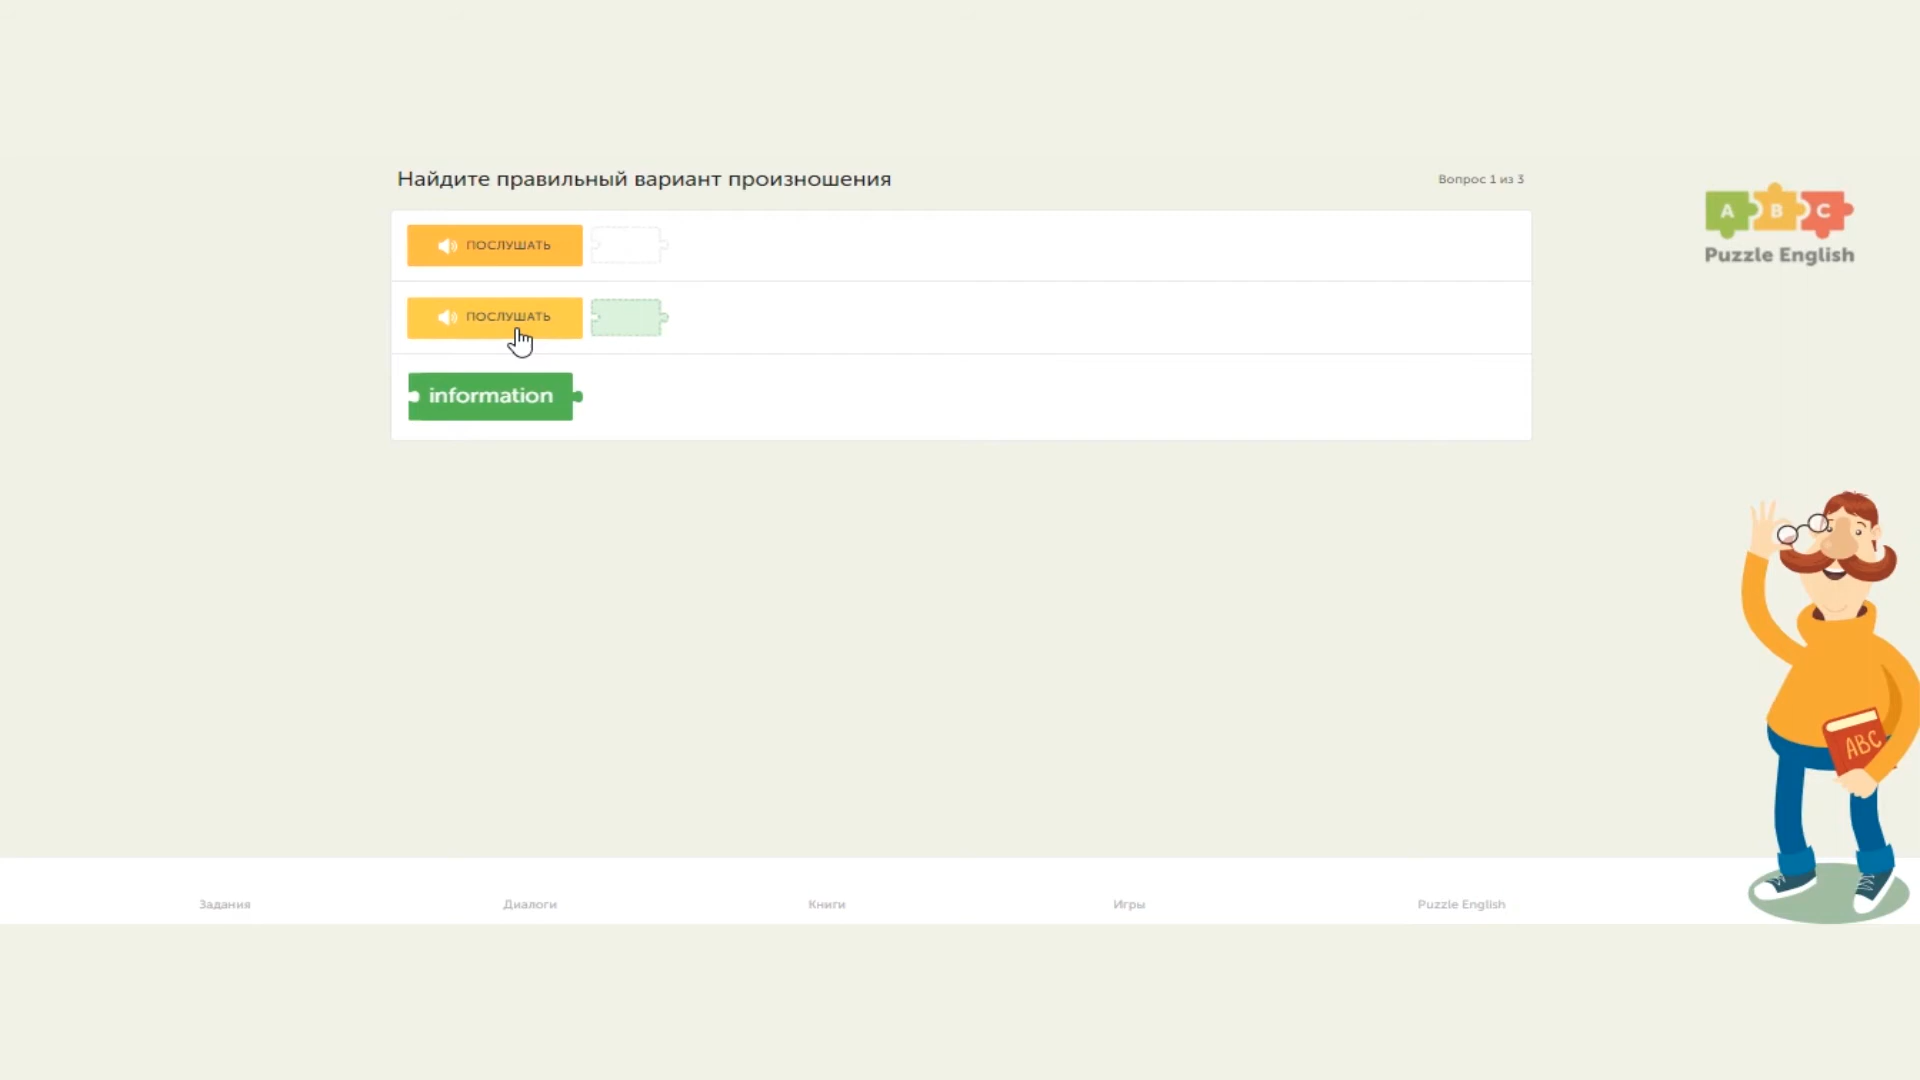 Найдите правильный вариант произношения
Вопрос 1 из 3
ПОСЛУШАТЬ
ПОСЛУШАТЬ
information
A B C
Puzzle English
ABC
Задания
Диалоги
Книги
Игры
Puzzle English